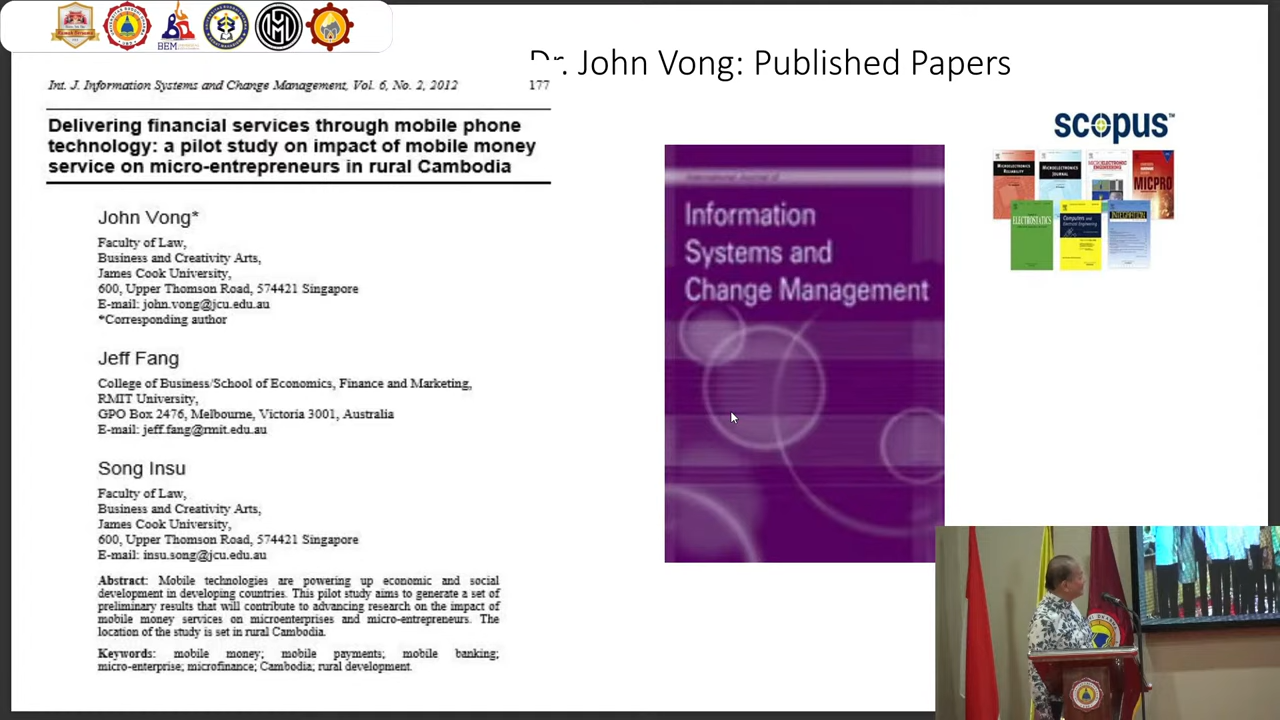 Dr. John Vong: Published Papers
Int. J. Information Systems and Change Management, Vol. 6, No. 2, 2012
177
Delivering financial services through mobile phone
technology: a pilot study on impact of mobile money
service on micro-entrepreneurs in rural Cambodia
John Vong*
Faculty of Law,
Business and Creativity Arts,
James Cook University,
600, Upper Thomson Road, 574421 Singapore
E-mail: john.vong@jcu.edu.au
*Corresponding author
Jeff Fang
College of Business/School of Economics, Finance and Marketing,
RMIT University,
GPO Box 2476, Melbourne, Victoria 3001, Australia
E-mail: jeff.fang@rmit.edu.au
Song Insu
Faculty of Law,
Business and Creativity Arts,
James Cook University,
600, Upper Thomson Road, 574421 Singapore
E-mail: insu.song@jcu.edu.au
Abstract: Mobile technologies are powering up economic and social
development in developing countries. This pilot study aims to generate a set of
preliminary results that will contribute to advancing research on the impact of
mobile money services on microenterprises and micro-entrepreneurs. The
location of the study is set in rural Cambodia.
Keywords: mobile money; mobile payments; mobile banking;
micro-enterprise; microfinance; Cambodia; rural development.
International Journal of
Information
Systems and
Change Management
scopus™
MICROELECTRONICS
RELIABILITY
MICROELECTRONICS
JOURNAL
MICROELECTRONIC
ENGINEERING
MICPRO
ELECTROSTATICS
Computers and
Electrical Engineering
INTEGRATION
BEM